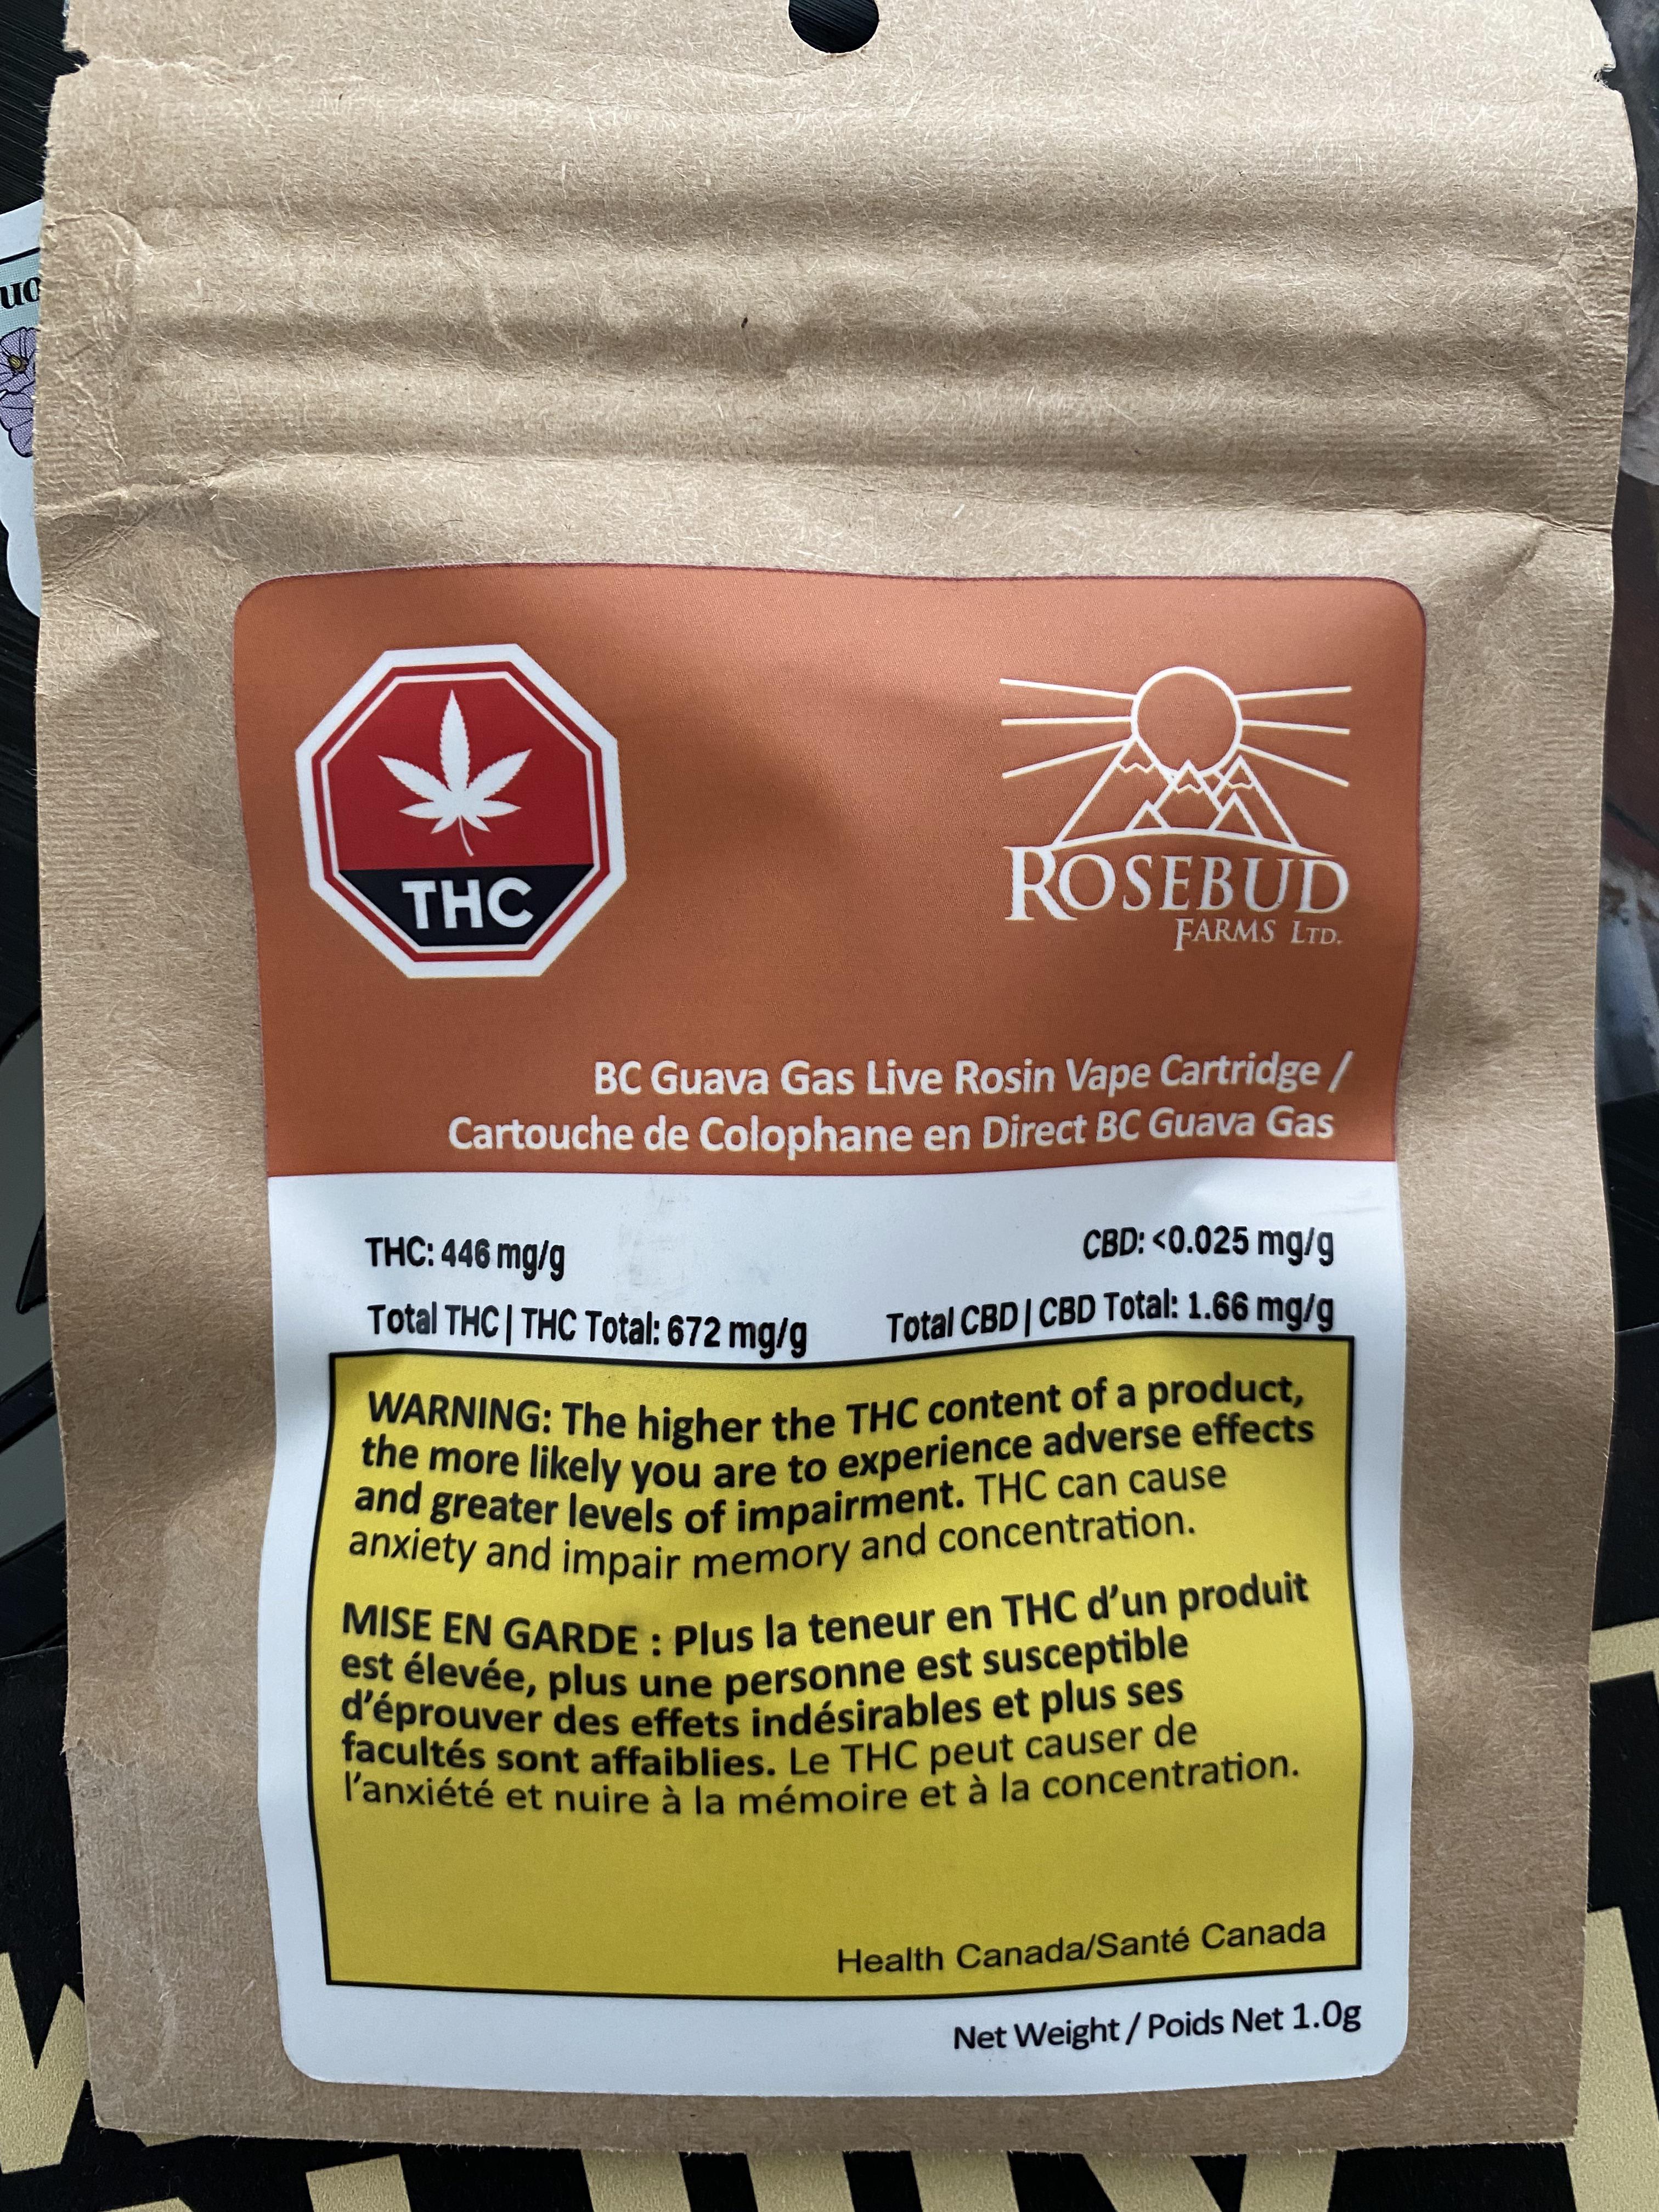 THC
ROSEBUD
FARMS LTD.
BC Guava Gas Live Rosin Vape Cartridge /
Cartouche de Colophane en Direct BC Guava Gas
THC: 446 mg/g
CBD: <0.025 mg/g
Total THC | THC Total: 672 mg/g
Total CBD | CBD Total: 1.66 mg/g
WARNING: The higher the THC content of a product,
the more likely you are to experience adverse effects
and greater levels of impairment. THC can cause
anxiety and impair memory and concentration.
MISE EN GARDE : Plus la teneur en THC d’un produit
est élevée, plus une personne est susceptible
d’éprouver des effets indésirables et plus ses
facultés sont affaiblies. Le THC peut causer de
l’anxiété et nuire à la mémoire et à la concentration.
Health Canada/Santé Canada
Net Weight / Poids Net 1.0g